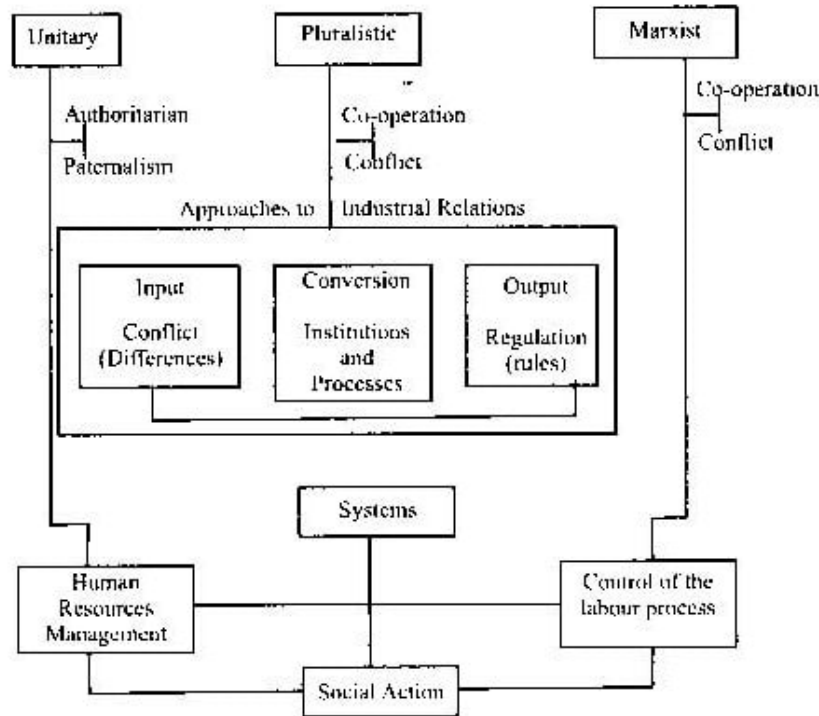 Unitary
Pluralistic
Marxist
Authoritarian
Paternalism
Co-operation
Conflict
Co-operation
Conflict
Approaches to Industrial Relations
Input
Conflict
(Differences)
Conversion
Institutions
and
Processes
Output
Regulation
(rules)
Systems
Human
Resources
Management
Control of the
labour process
Social Action